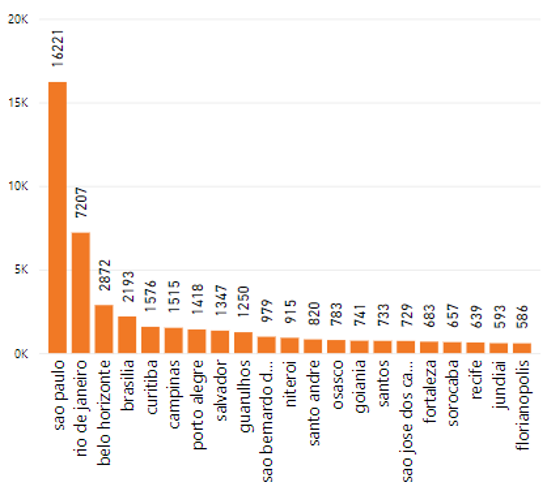 20K
15K
10K
5K
0K
16221
7207
2872
2193
1576
1515
1418
1347
1250
979
915
820
783
741
733
729
683
657
639
593
586
sao paulo
rio de janeiro
belo horizonte
brasilia
curitiba
campinas
porto alegre
salvador
guarulhos
sao bernardo d...
niteroi
santo andre
osasco
goiania
santos
sao jose dos ca...
fortaleza
sorocaba
recife
jundiai
florianopolis